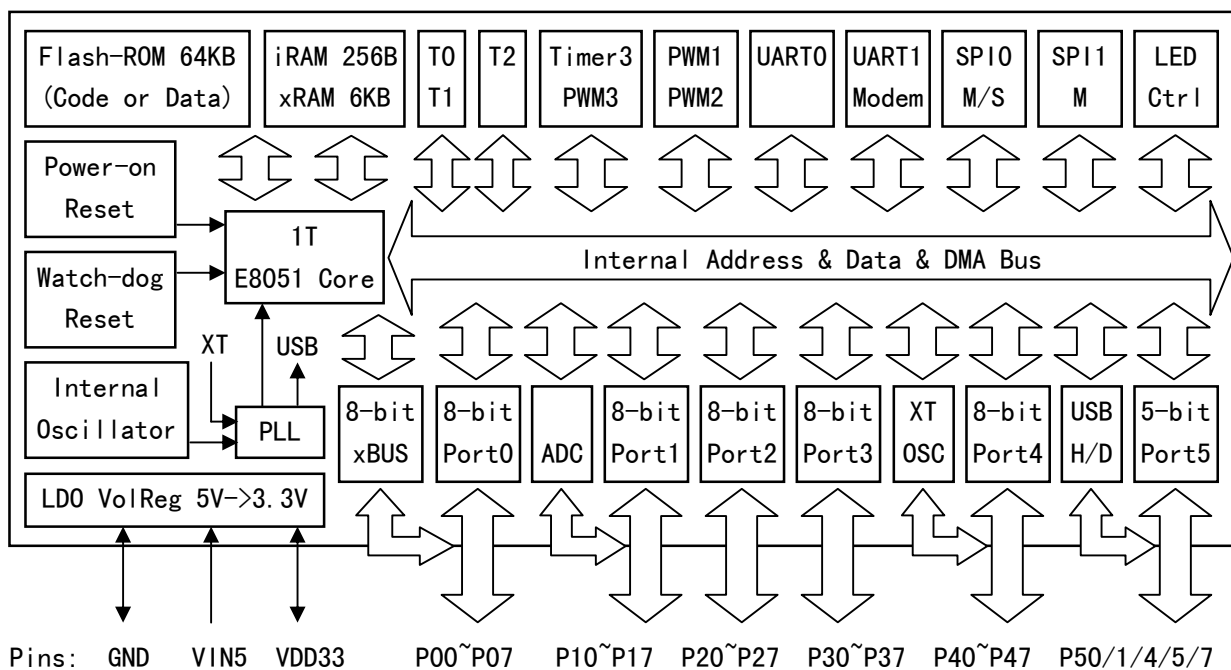 Flash-ROM 64KB
(Code or Data)
iRAM 256B
xRAM 6KB
T0
T1
T2
Timer3
PWM3
PWM1
PWM2
UART0
UART1
Modem
SPI0
M/S
SPI1
M
LED
Ctrl
Power-on
Reset
1T
E8051 Core
Internal Address & Data & DMA Bus
Watch-dog
Reset
XT
USB
Internal
Oscillator
PLL
8-bit
xBUS
8-bit
Port0
ADC
8-bit
Port1
8-bit
Port2
8-bit
Port3
XT
OSC
8-bit
Port4
USB
H/D
5-bit
Port5
LDO VolReg 5V->3.3V
Pins: GND VIN5 VDD33 P00~P07 P10~P17 P20~P27 P30~P37 P40~P47 P50/1/4/5/7